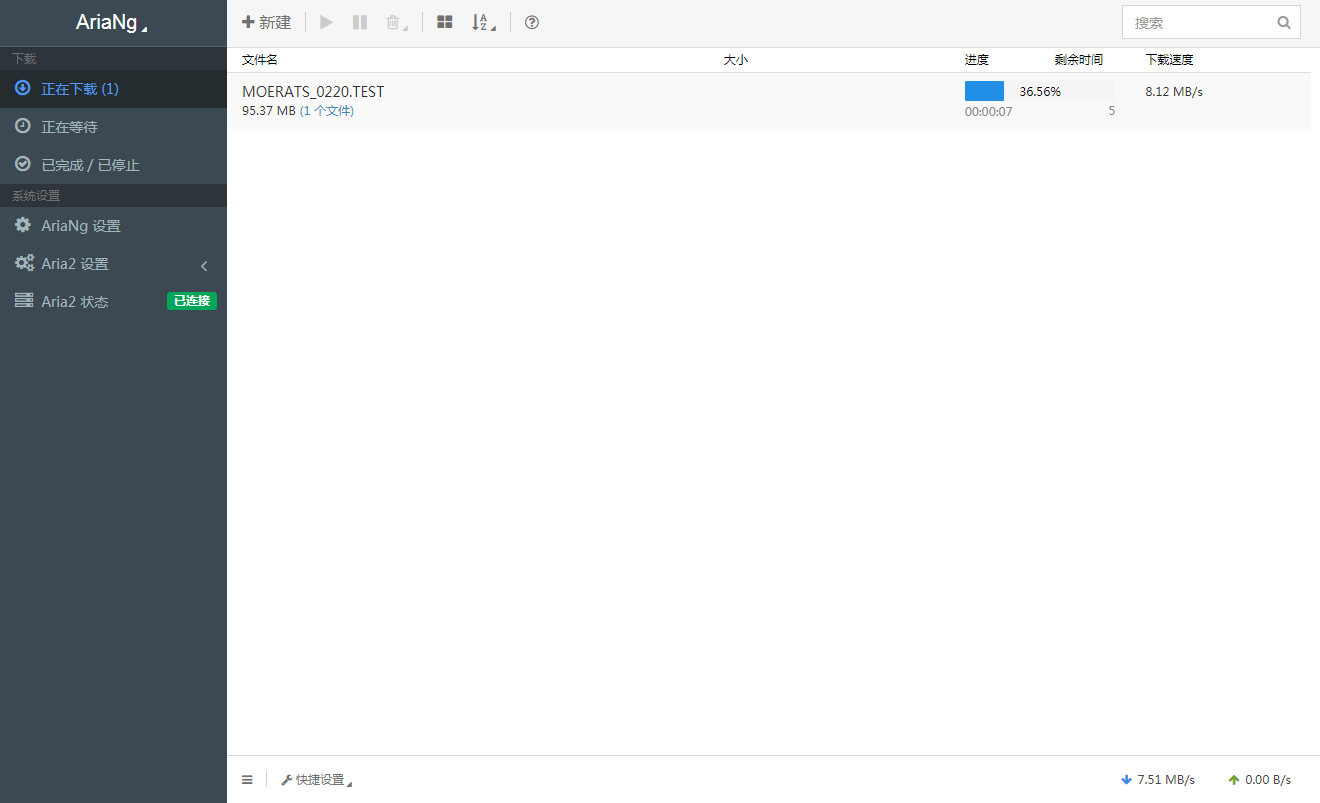 AriaNg
新建
搜索
下载
正在下载 (1)
正在等待
已完成 / 已停止
系统设置
AriaNg 设置
Aria2 设置
Aria2 状态 已连接
文件名 大小 进度 剩余时间 下载速度
MOERATS_0220.TEST 36.56% 8.12 MB/s
95.37 MB (1 个文件) 00:00:07 5
快捷设置 7.51 MB/s 0.00 B/s